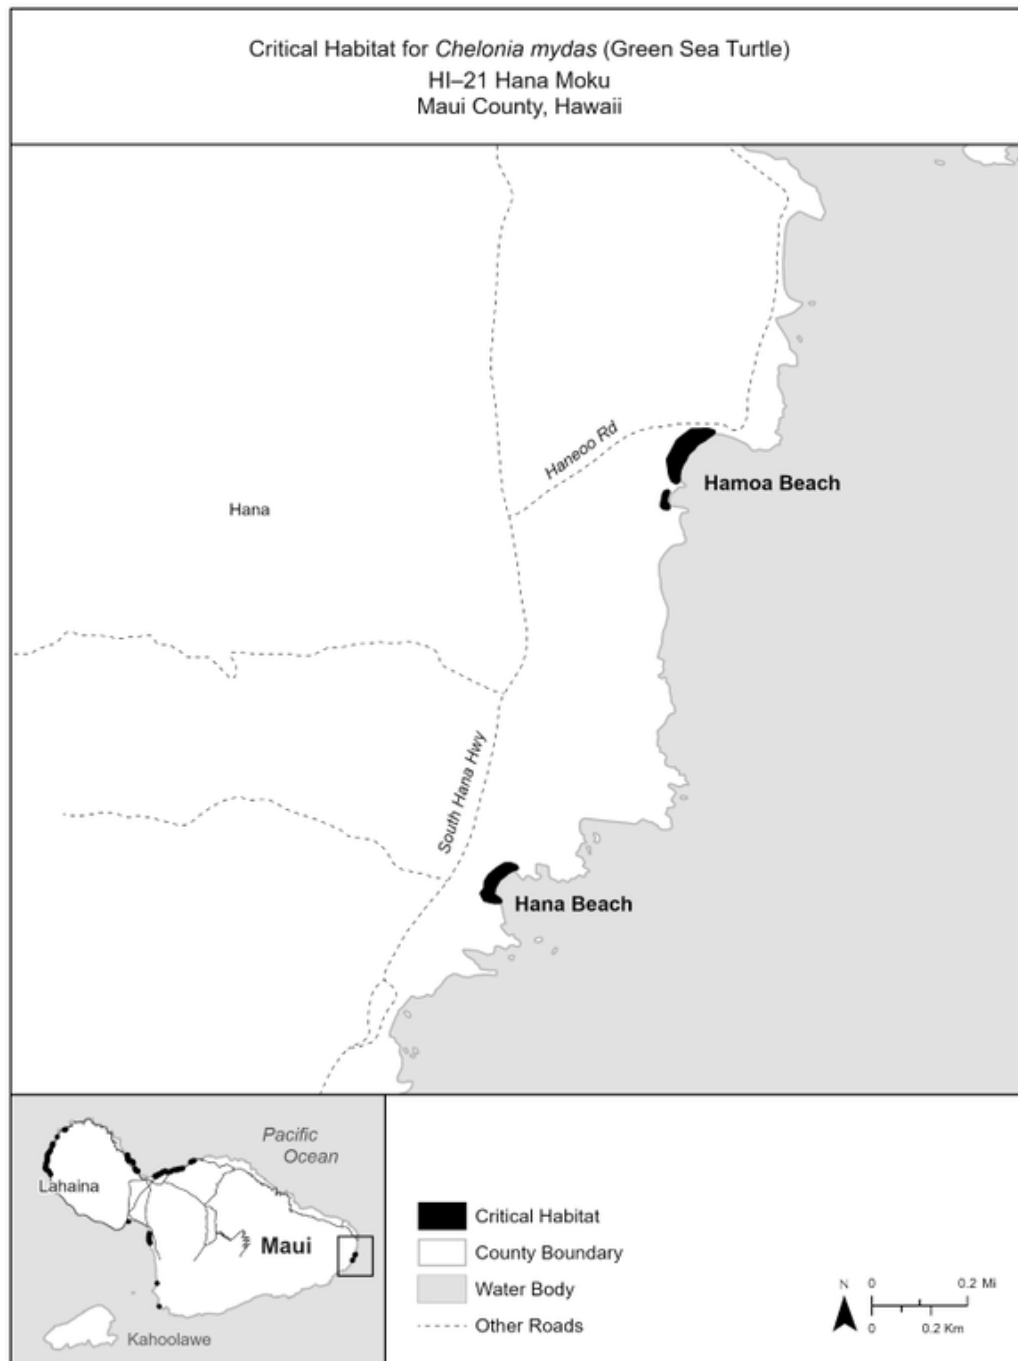 Critical Habitat for Chelonia mydas (Green Sea Turtle)
HI–21 Hana Moku
Maui County, Hawaii
Haneoo Rd
Hamoa Beach
Hana
South Hana Hwy
Hana Beach
Pacific
Ocean
Lahaina
Maui
Kahoolawe
Critical Habitat
County Boundary
Water Body
Other Roads
N
0 0.2 Mi
0 0.2 Km